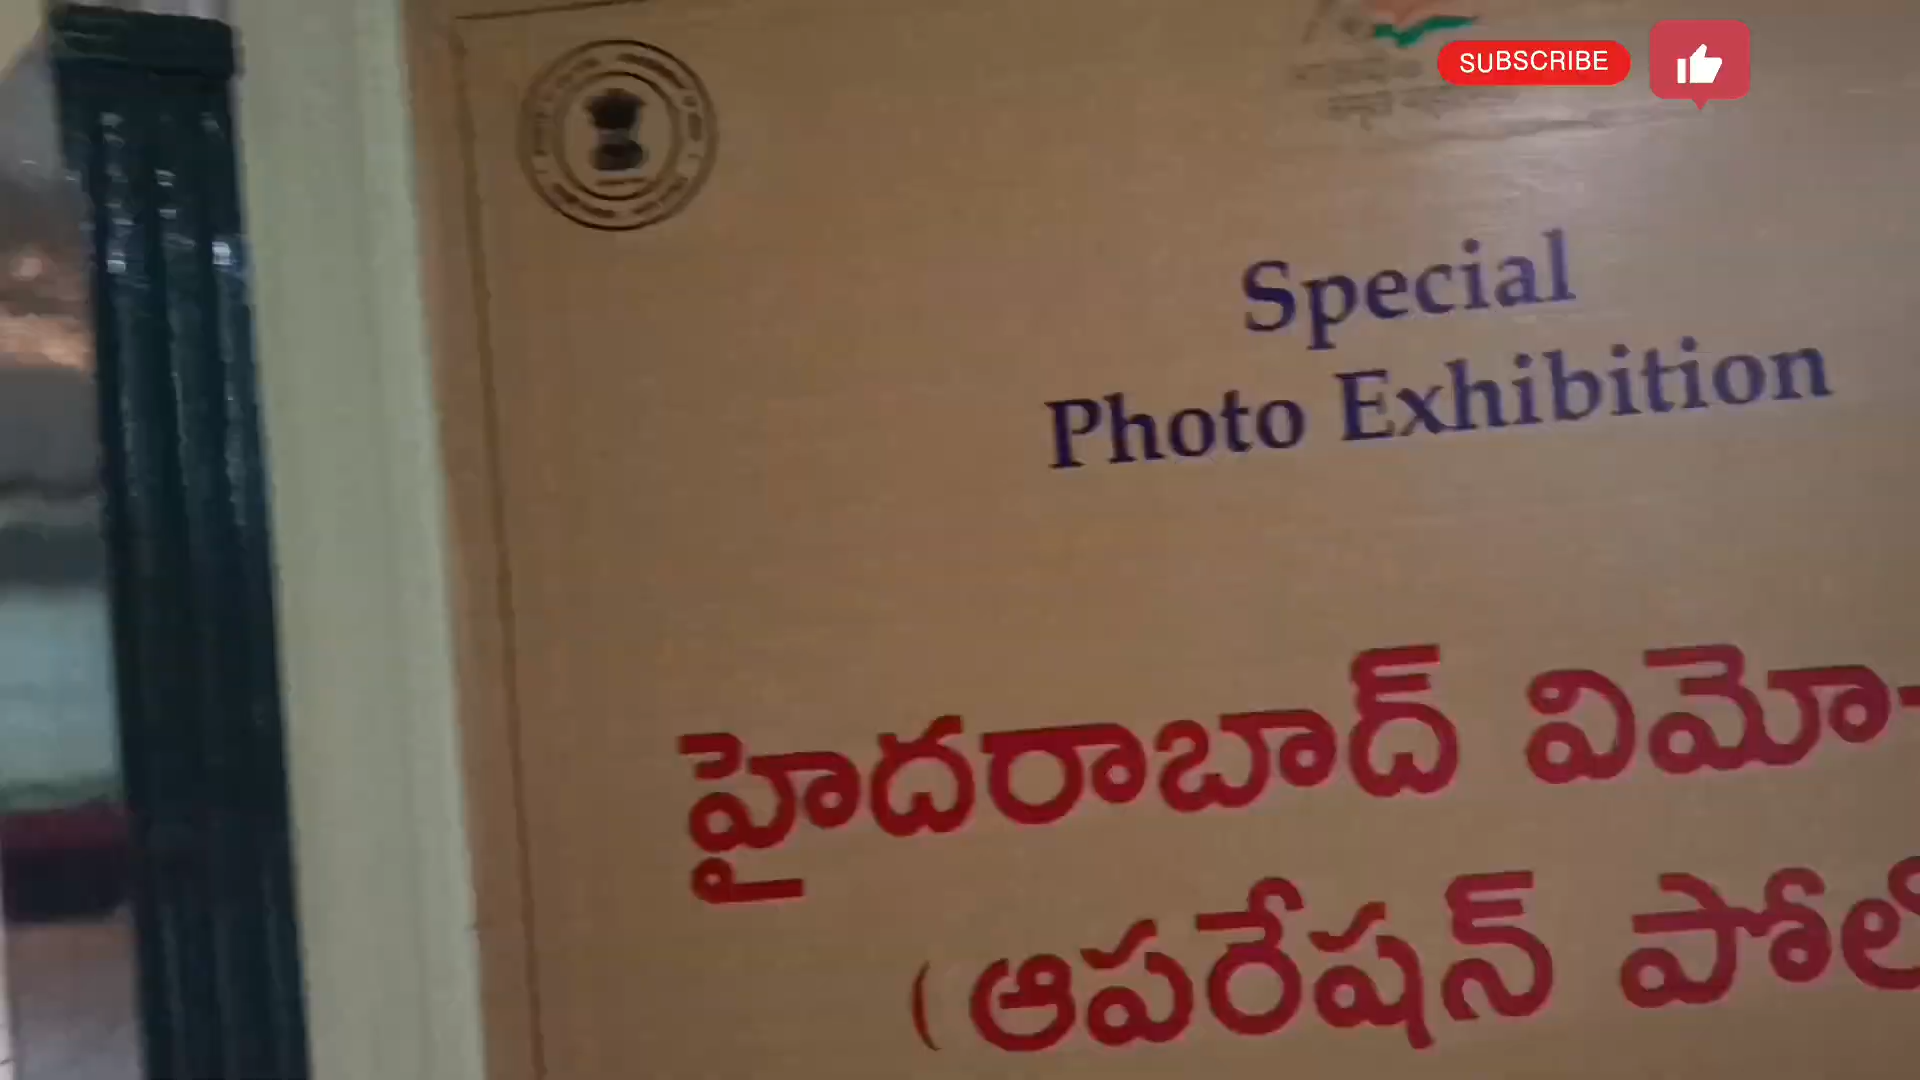 SUBSCRIBE
Special
Photo Exhibition
హైదరాబాద్ విమో
(ఆపరేషన్ పోలో